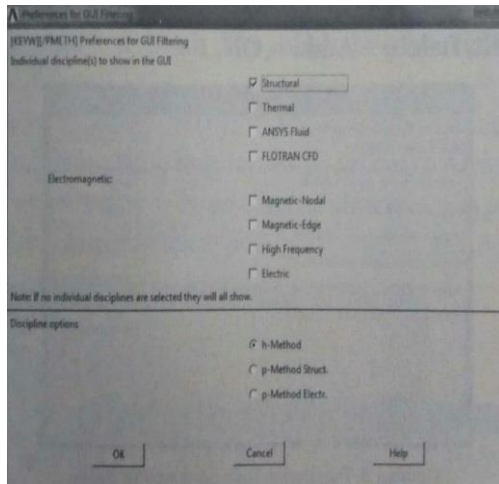 Preferences for GUI Filtering
[KEYW][/PMETH] Preferences for GUI Filtering
Individual discipline(s) to show in the GUI
Structural
Thermal
ANSYS Fluid
FLOTRAN CFD
Electromagnetic:
Magnetic-Nodal
Magnetic-Edge
High Frequency
Electric
Note: If no individual disciplines are selected they will all show.
Discipline options
h-Method
p-Method Struct.
p-Method Electr.
OK
Cancel
Help